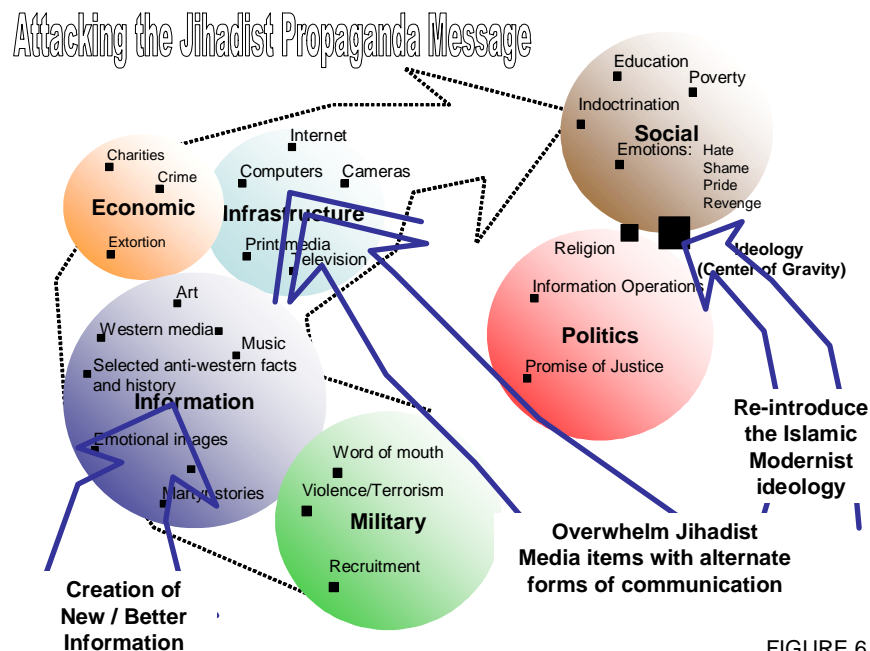 Attacking the Jihadist Propaganda Message
Education
Poverty
Indoctrination
Social
Emotions:
Hate
Shame
Pride
Revenge
Internet
Computers
Cameras
Infrastructure
Print media
Television
Charities
Crime
Economic
Extortion
Religion
Ideology
(Center of Gravity)
Information Operations
Politics
Promise of Justice
Art
Western media
Music
Selected anti-western facts
and history
Information
Emotional images
Martyr stories
Word of mouth
Violence/Terrorism
Military
Recruitment
Re-introduce
the Islamic
Modernist
ideology
Overwhelm Jihadist
Media items with alternate
forms of communication
Creation of
New / Better
Information
FIGURE 6